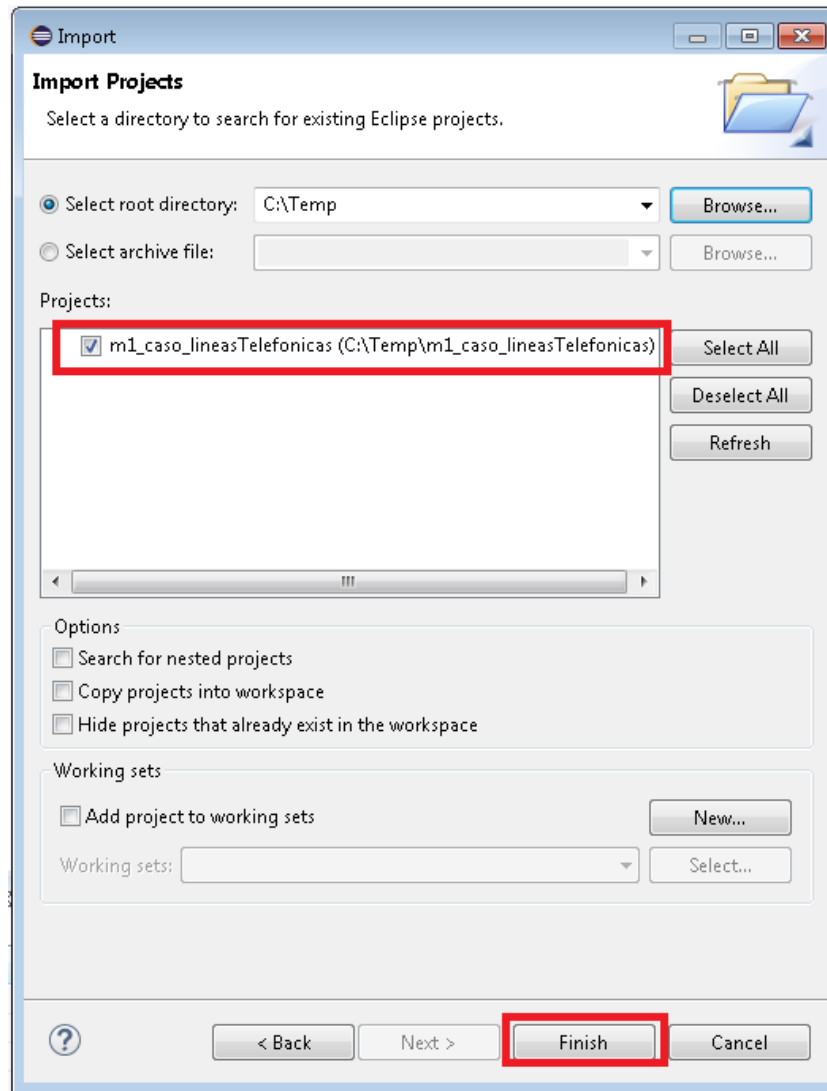 Import
Import Projects
Select a directory to search for existing Eclipse projects.
Select root directory: C:\Temp Browse...
Select archive file: Browse...
Projects:
m1_caso_lineasTelefonicas (C:\Temp\m1_caso_lineasTelefonicas) Select All
Deselect All
Refresh
Options
Search for nested projects
Copy projects into workspace
Hide projects that already exist in the workspace
Working sets
Add project to working sets New...
Working sets: Select...
? < Back Next > Finish Cancel